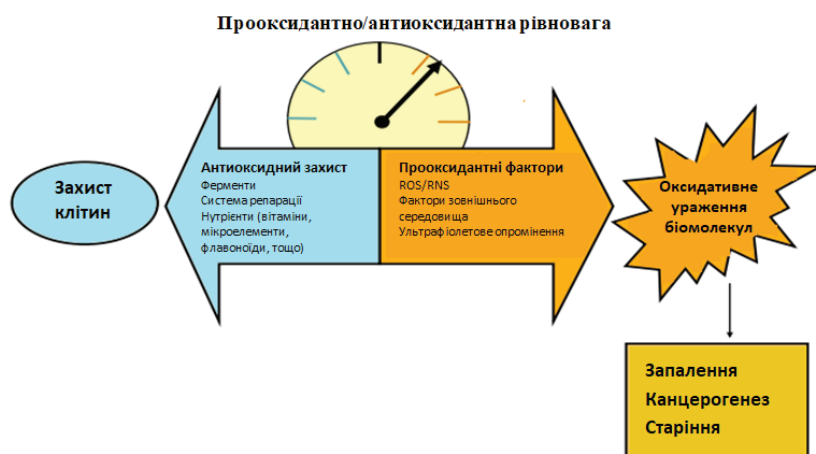 Прооксидантно/антиоксидантна рівновага
Захист
клітин
Антиоксидний захист
Ферменти
Система репарації
Нутрієнти (вітаміни,
мікроелементи,
флавоноїди, тощо)
Прооксидантні фактори
ROS/RNS
Фактори зовнішнього
середовища
Ультрафіолетове опромінення
Оксидативне
ураження
біомолекул
Запалення
Канцерогенез
Старіння